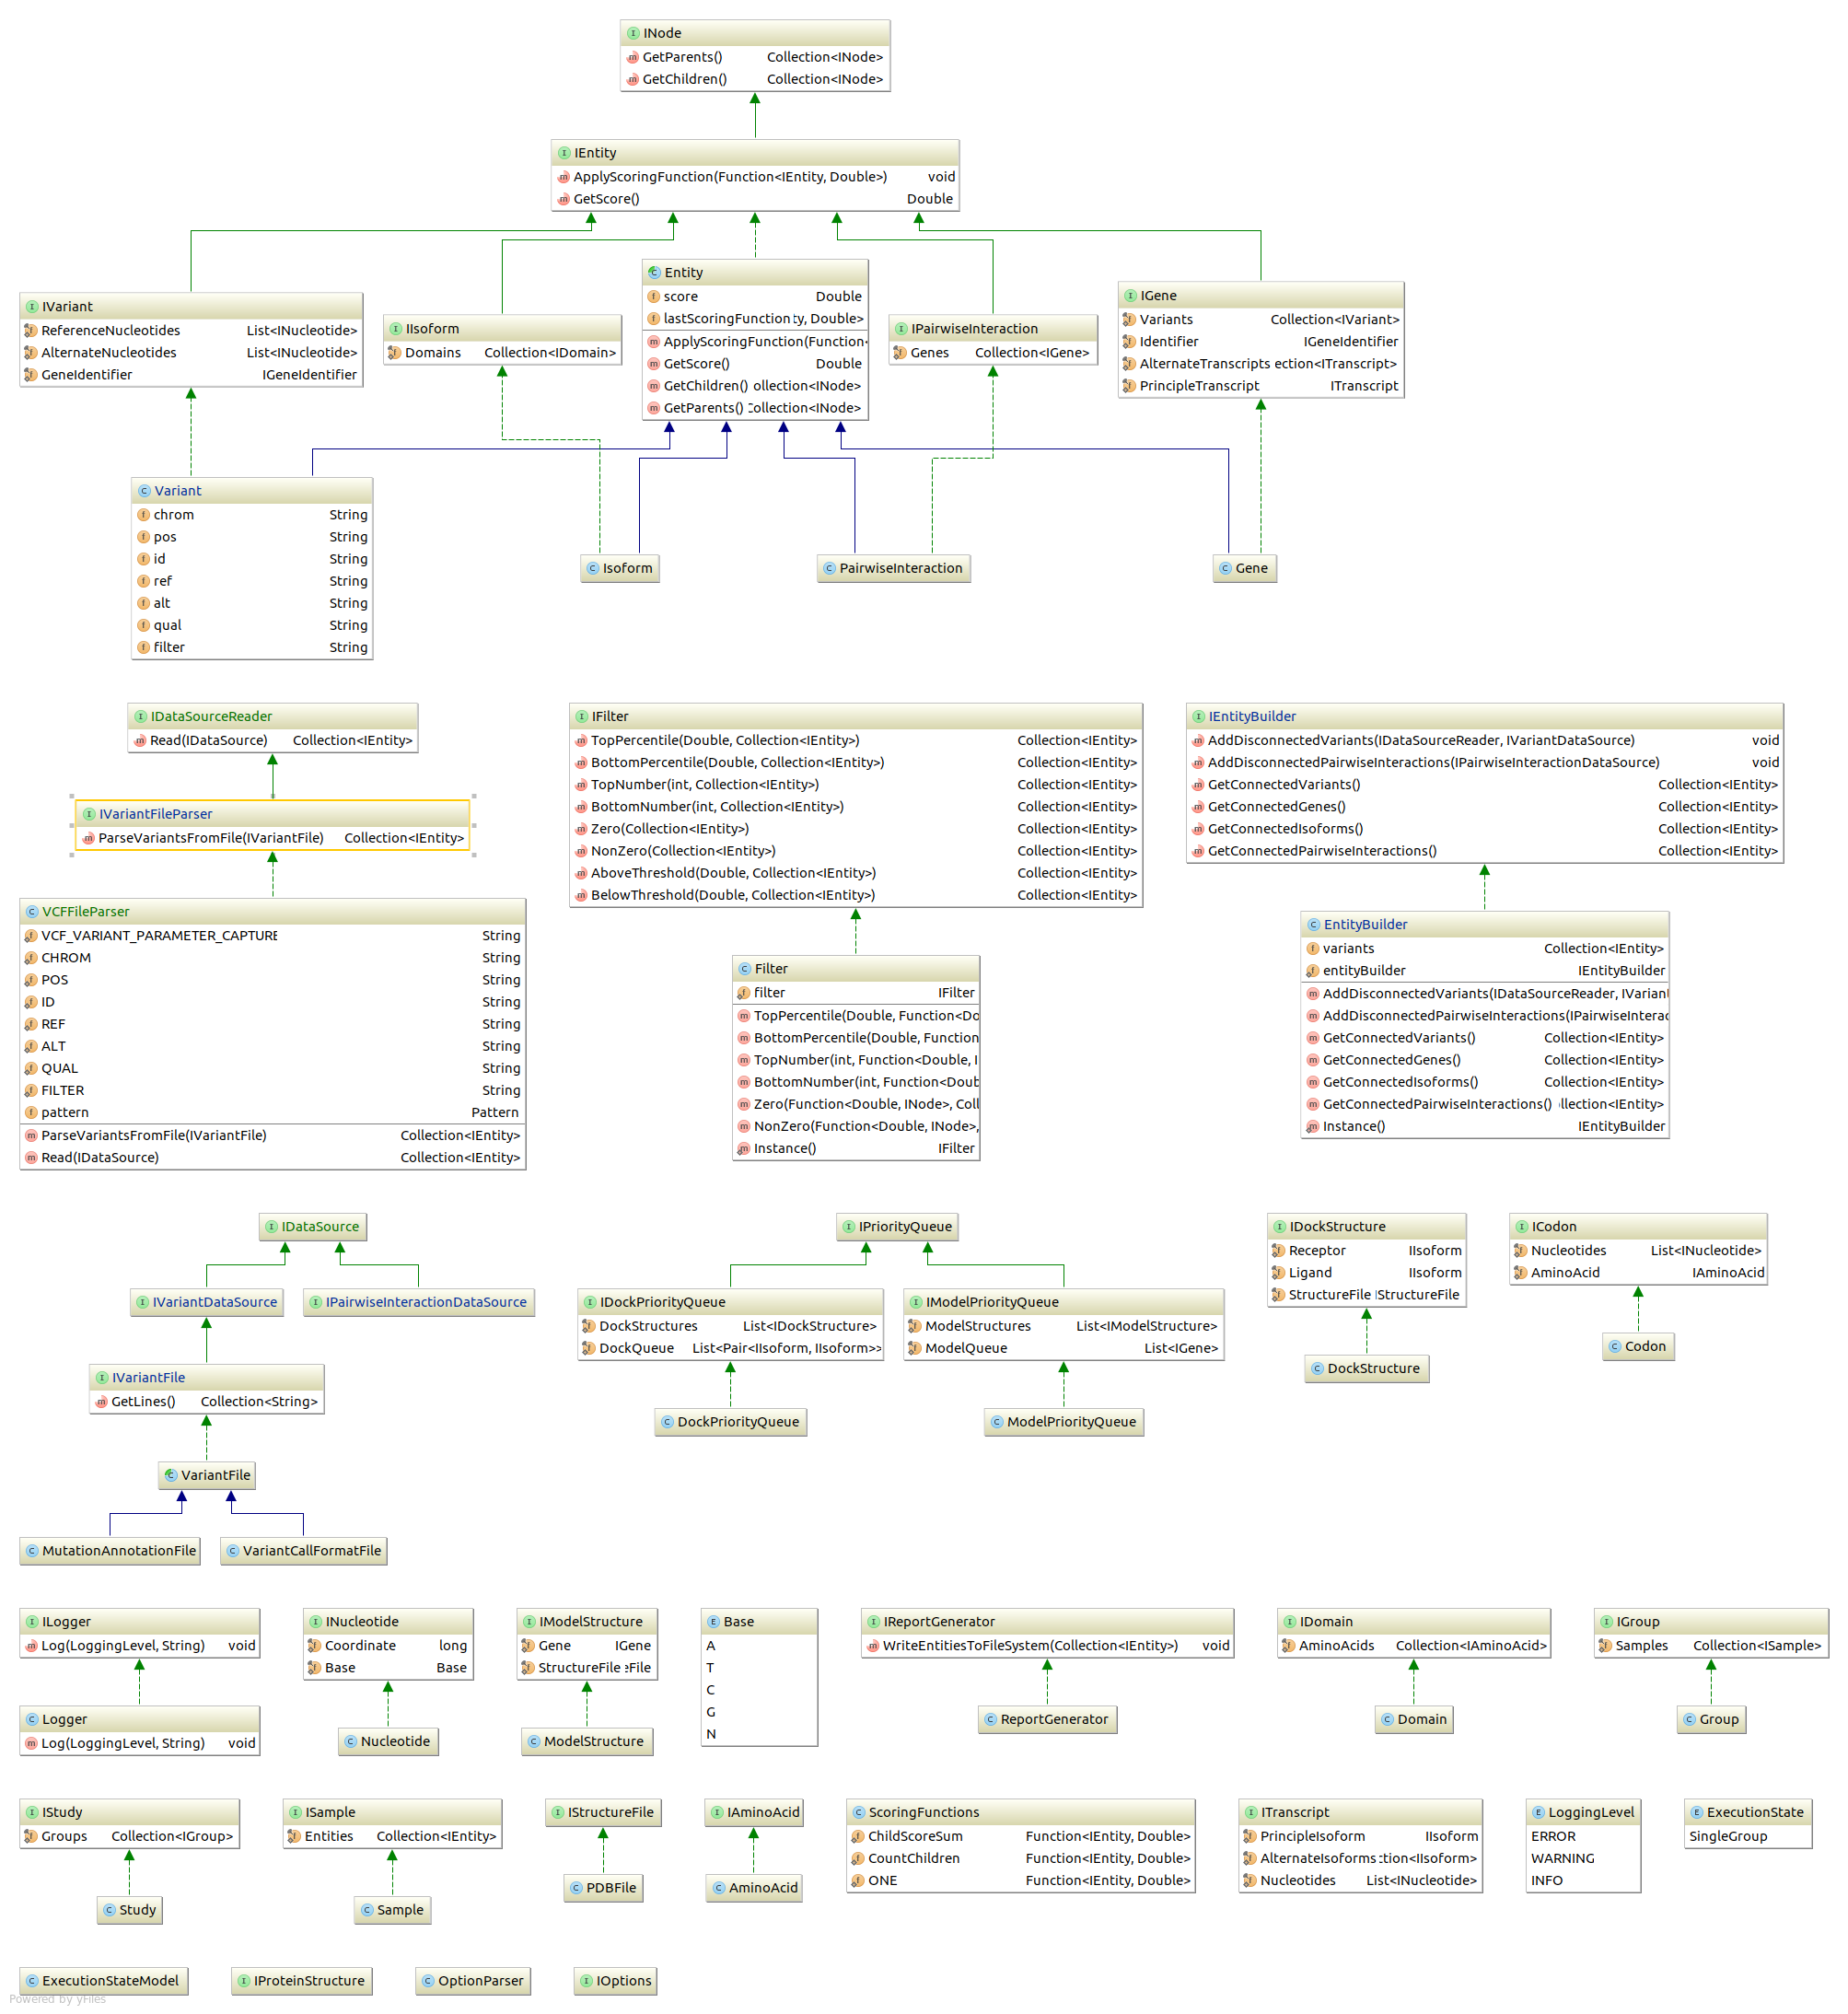 INode
GetParents() Collection<INode>
GetChildren() Collection<INode>
IEntity
ApplyScoringFunction(Function<IEntity, Double>) void
GetScore() Double
IVariant
ReferenceNucleotides List<INucleotide>
AlternateNucleotides List<INucleotide>
GeneIdentifier IGeneIdentifier
IIsoform
Domains Collection<IDomain>
Entity
score Double
lastScoringFunction ty, Double>
ApplyScoringFunction(Function<
GetScore() Double
GetChildren() ollection<INode>
GetParents() Collection<INode>
IPairwiseInteraction
Genes Collection<IGene>
IGene
Variants Collection<IVariant>
Identifier IGeneIdentifier
AlternateTranscripts ection<ITranscript>
PrincipleTranscript ITranscript
Variant
chrom String
pos String
id String
ref String
alt String
qual String
filter String
Isoform
PairwiseInteraction
Gene
IDataSourceReader
Read(IDataSource) Collection<IEntity>
IVariantFileParser
ParseVariantsFromFile(IVariantFile) Collection<IEntity>
VCFFileParser
VCF_VARIANT_PARAMETER_CAPTURE String
CHROM String
POS String
ID String
REF String
ALT String
QUAL String
FILTER String
pattern Pattern
ParseVariantsFromFile(IVariantFile) Collection<IEntity>
Read(IDataSource) Collection<IEntity>
IFilter
TopPercentile(Double, Collection<IEntity>) Collection<IEntity>
BottomPercentile(Double, Collection<IEntity>) Collection<IEntity>
TopNumber(int, Collection<IEntity>) Collection<IEntity>
BottomNumber(int, Collection<IEntity>) Collection<IEntity>
Zero(Collection<IEntity>) Collection<IEntity>
NonZero(Collection<IEntity>) Collection<IEntity>
AboveThreshold(Double, Collection<IEntity>) Collection<IEntity>
BelowThreshold(Double, Collection<IEntity>) Collection<IEntity>
Filter
filter IFilter
TopPercentile(Double, Function<Do
BottomPercentile(Double, Function
TopNumber(int, Function<Double, I
BottomNumber(int, Function<Doub
Zero(Function<Double, INode>, Coll
NonZero(Function<Double, INode>,
Instance() IFilter
IEntityBuilder
AddDisconnectedVariants(IDataSourceReader, IVariantDataSource) void
AddDisconnectedPairwiseInteractions(IPairwiseInteractionDataSource) void
GetConnectedVariants() Collection<IEntity>
GetConnectedGenes() Collection<IEntity>
GetConnectedIsoforms() Collection<IEntity>
GetConnectedPairwiseInteractions() Collection<IEntity>
EntityBuilder
variants Collection<IEntity>
entityBuilder IEntityBuilder
AddDisconnectedVariants(IDataSourceReader, IVariant
AddDisconnectedPairwiseInteractions(IPairwiseInterac
GetConnectedVariants() Collection<IEntity>
GetConnectedGenes() Collection<IEntity>
GetConnectedIsoforms() Collection<IEntity>
GetConnectedPairwiseInteractions() llection<IEntity>
Instance() IEntityBuilder
IDataSource
IVariantDataSource
IPairwiseInteractionDataSource
IVariantFile
GetLines() Collection<String>
VariantFile
MutationAnnotationFile
VariantCallFormatFile
IPriorityQueue
IDockPriorityQueue
DockStructures List<IDockStructure>
DockQueue List<Pair<IIsoform, IIsoform>>
IModelPriorityQueue
ModelStructures List<IModelStructure>
ModelQueue List<IGene>
DockPriorityQueue
ModelPriorityQueue
IDockStructure
Receptor IIsoform
Ligand IIsoform
StructureFile IStructureFile
DockStructure
ICodon
Nucleotides List<INucleotide>
AminoAcid IAminoAcid
Codon
ILogger
Log(LoggingLevel, String) void
Logger
Log(LoggingLevel, String) void
INucleotide
Coordinate long
Base Base
Nucleotide
IModelStructure
Gene IGene
StructureFile eFile
ModelStructure
Base
A
T
C
G
N
IReportGenerator
WriteEntitiesToFileSystem(Collection<IEntity>) void
ReportGenerator
IDomain
AminoAcids Collection<IAminoAcid>
Domain
IGroup
Samples Collection<ISample>
Group
IStudy
Groups Collection<IGroup>
Study
ISample
Entities Collection<IEntity>
Sample
IStructureFile
PDBFile
IAminoAcid
AminoAcid
ScoringFunctions
ChildScoreSum Function<IEntity, Double>
CountChildren Function<IEntity, Double>
ONE Function<IEntity, Double>
ITranscript
PrincipleIsoform IIsoform
AlternateIsoforms ction<IIsoform>
Nucleotides List<INucleotide>
LoggingLevel
ERROR
WARNING
INFO
ExecutionState
SingleGroup
ExecutionStateModel
IProteinStructure
OptionParser
IOptions
Powered by yFiles